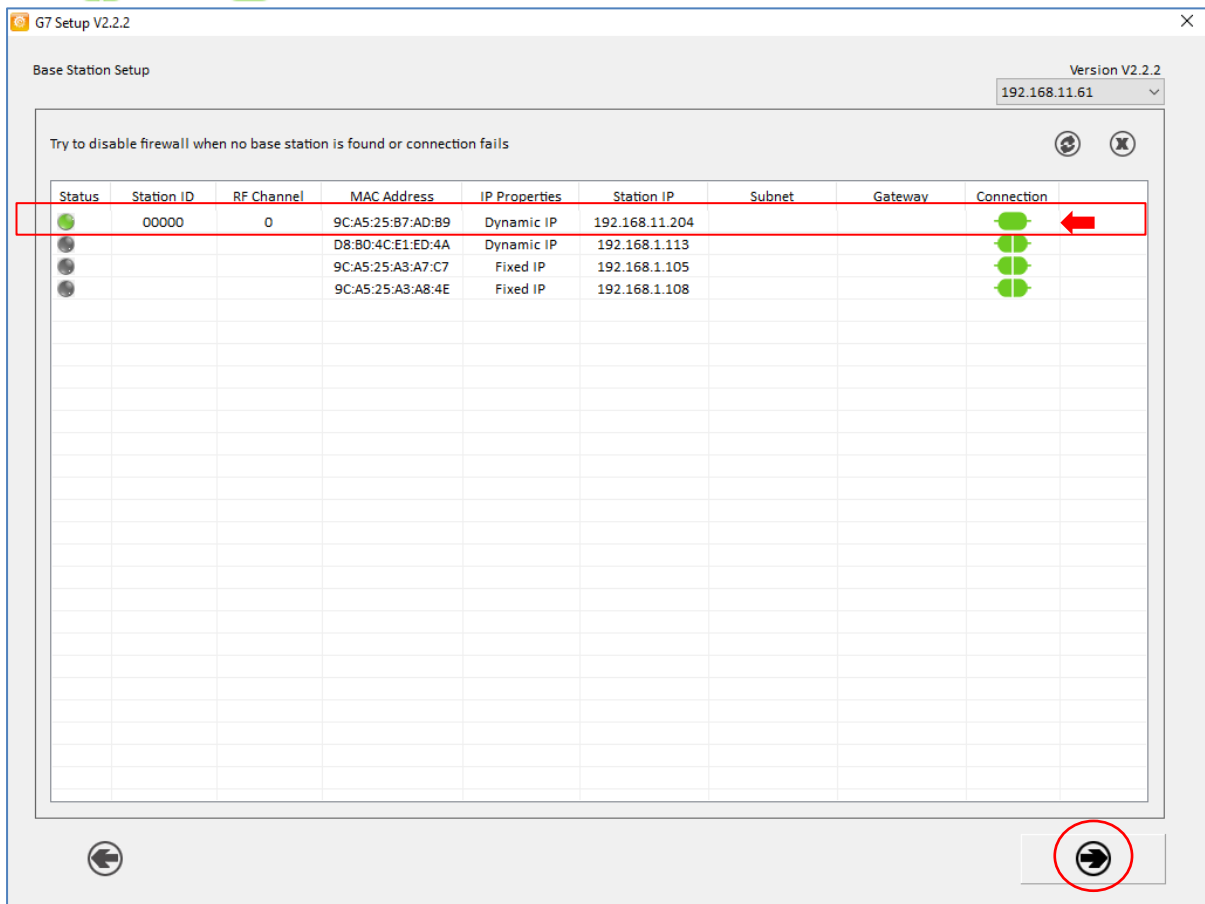 G7 Setup V2.2.2
Base Station Setup
Version V2.2.2
192.168.11.61
Try to disable firewall when no base station is found or connection fails
Status Station ID RF Channel MAC Address IP Properties Station IP Subnet Gateway Connection
00000 0 9C:A5:25:B7:AD:B9 Dynamic IP 192.168.11.204
D8:B0:4C:E1:ED:4A Dynamic IP 192.168.1.113
9C:A5:25:A3:A7:C7 Fixed IP 192.168.1.105
9C:A5:25:A3:A8:4E Fixed IP 192.168.1.108